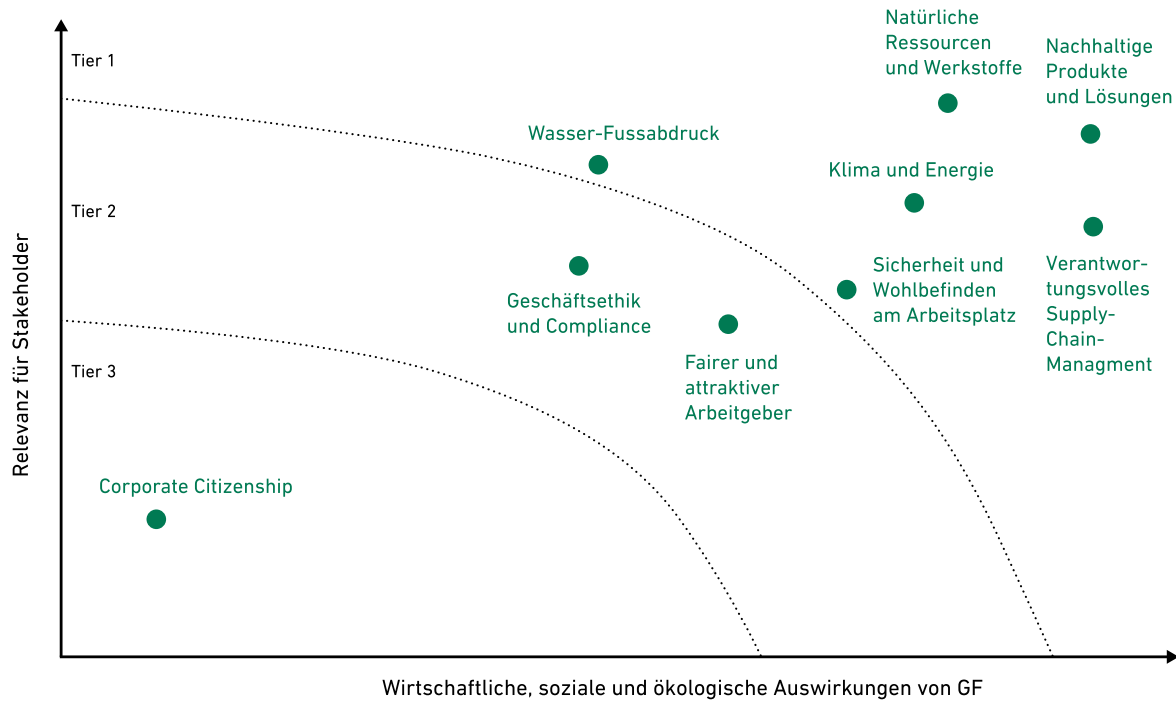 Natürliche
Ressourcen
und Werkstoffe
Nachhaltige
Produkte
und Lösungen
Tier 1
Wasser-Fussabdruck
Klima und Energie
Tier 2
Geschäftsethik
und Compliance
Sicherheit und
Wohlbefinden
am Arbeitsplatz
Verantwor-
tungsvolles
Supply-
Chain-
Managment
Fairer und
attraktiver
Arbeitgeber
Tier 3
Corporate Citizenship
Relevanz für Stakeholder
Wirtschaftliche, soziale und ökologische Auswirkungen von GF